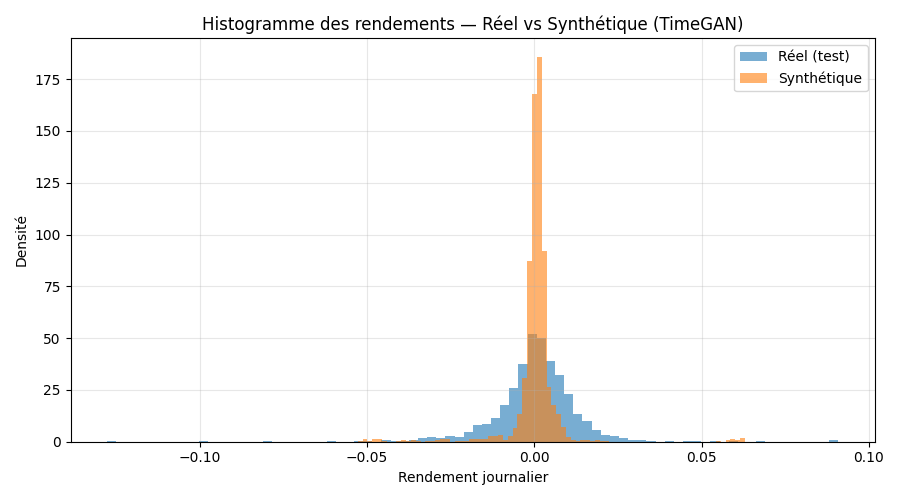 Histogramme des rendements — Réel vs Synthétique (TimeGAN)
Réel (test)
Synthétique
175
150
125
100
75
50
25
0
Densité
−0.10
−0.05
0.00
0.05
0.10
Rendement journalier